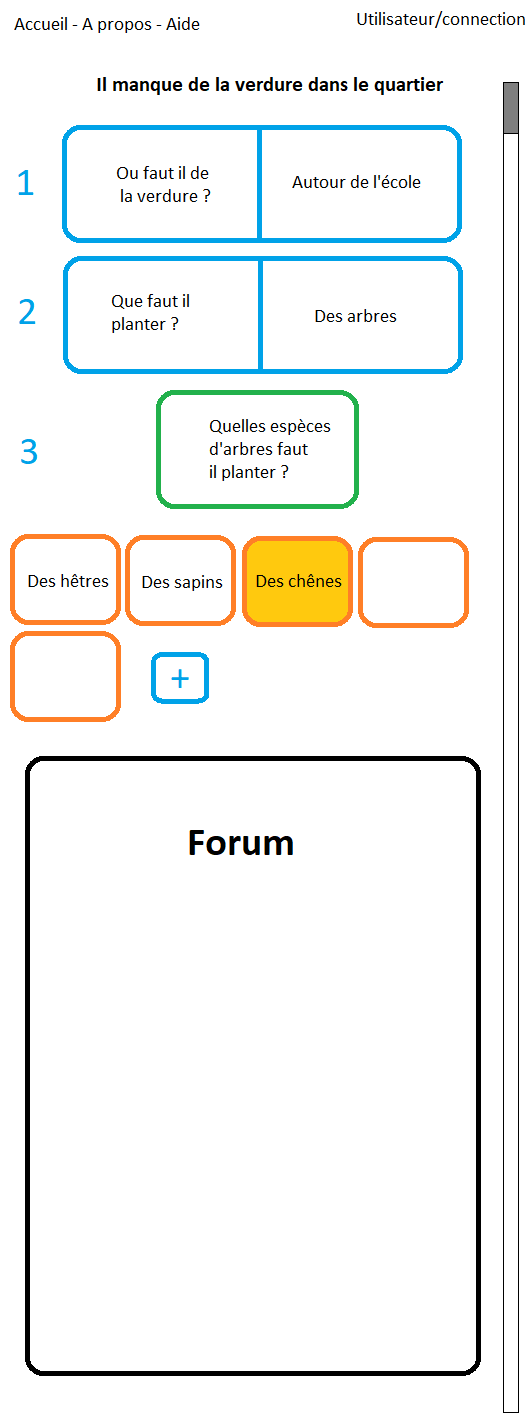 Accueil - A propos - Aide
Utilisateur/connection
Il manque de la verdure dans le quartier
1
Ou faut il de
la verdure ?
Autour de l'école
2
Que faut il
planter ?
Des arbres
3
Quelles espèces
d'arbres faut
il planter ?
Des hêtres
Des sapins
Des chênes
+
Forum